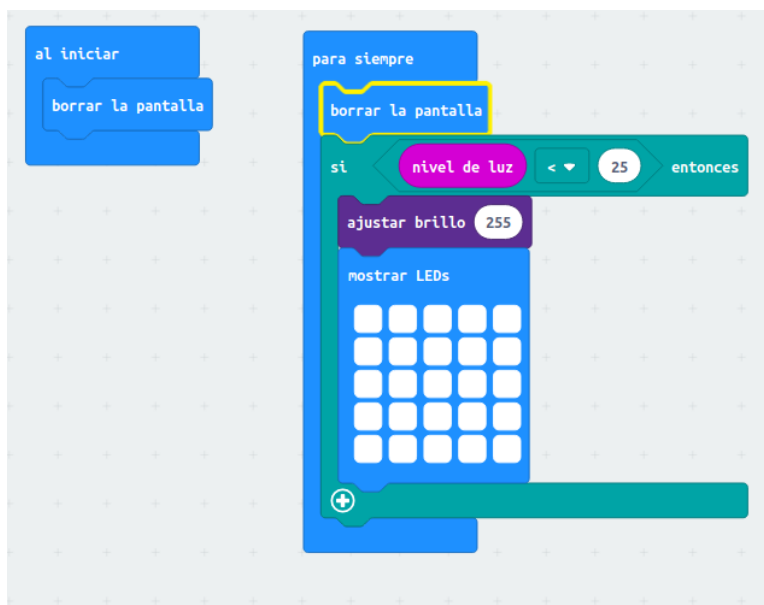 al iniciar
borrar la pantalla
para siempre
borrar la pantalla
si nivel de luz < 25 entonces
ajustar brillo 255
mostrar LEDs